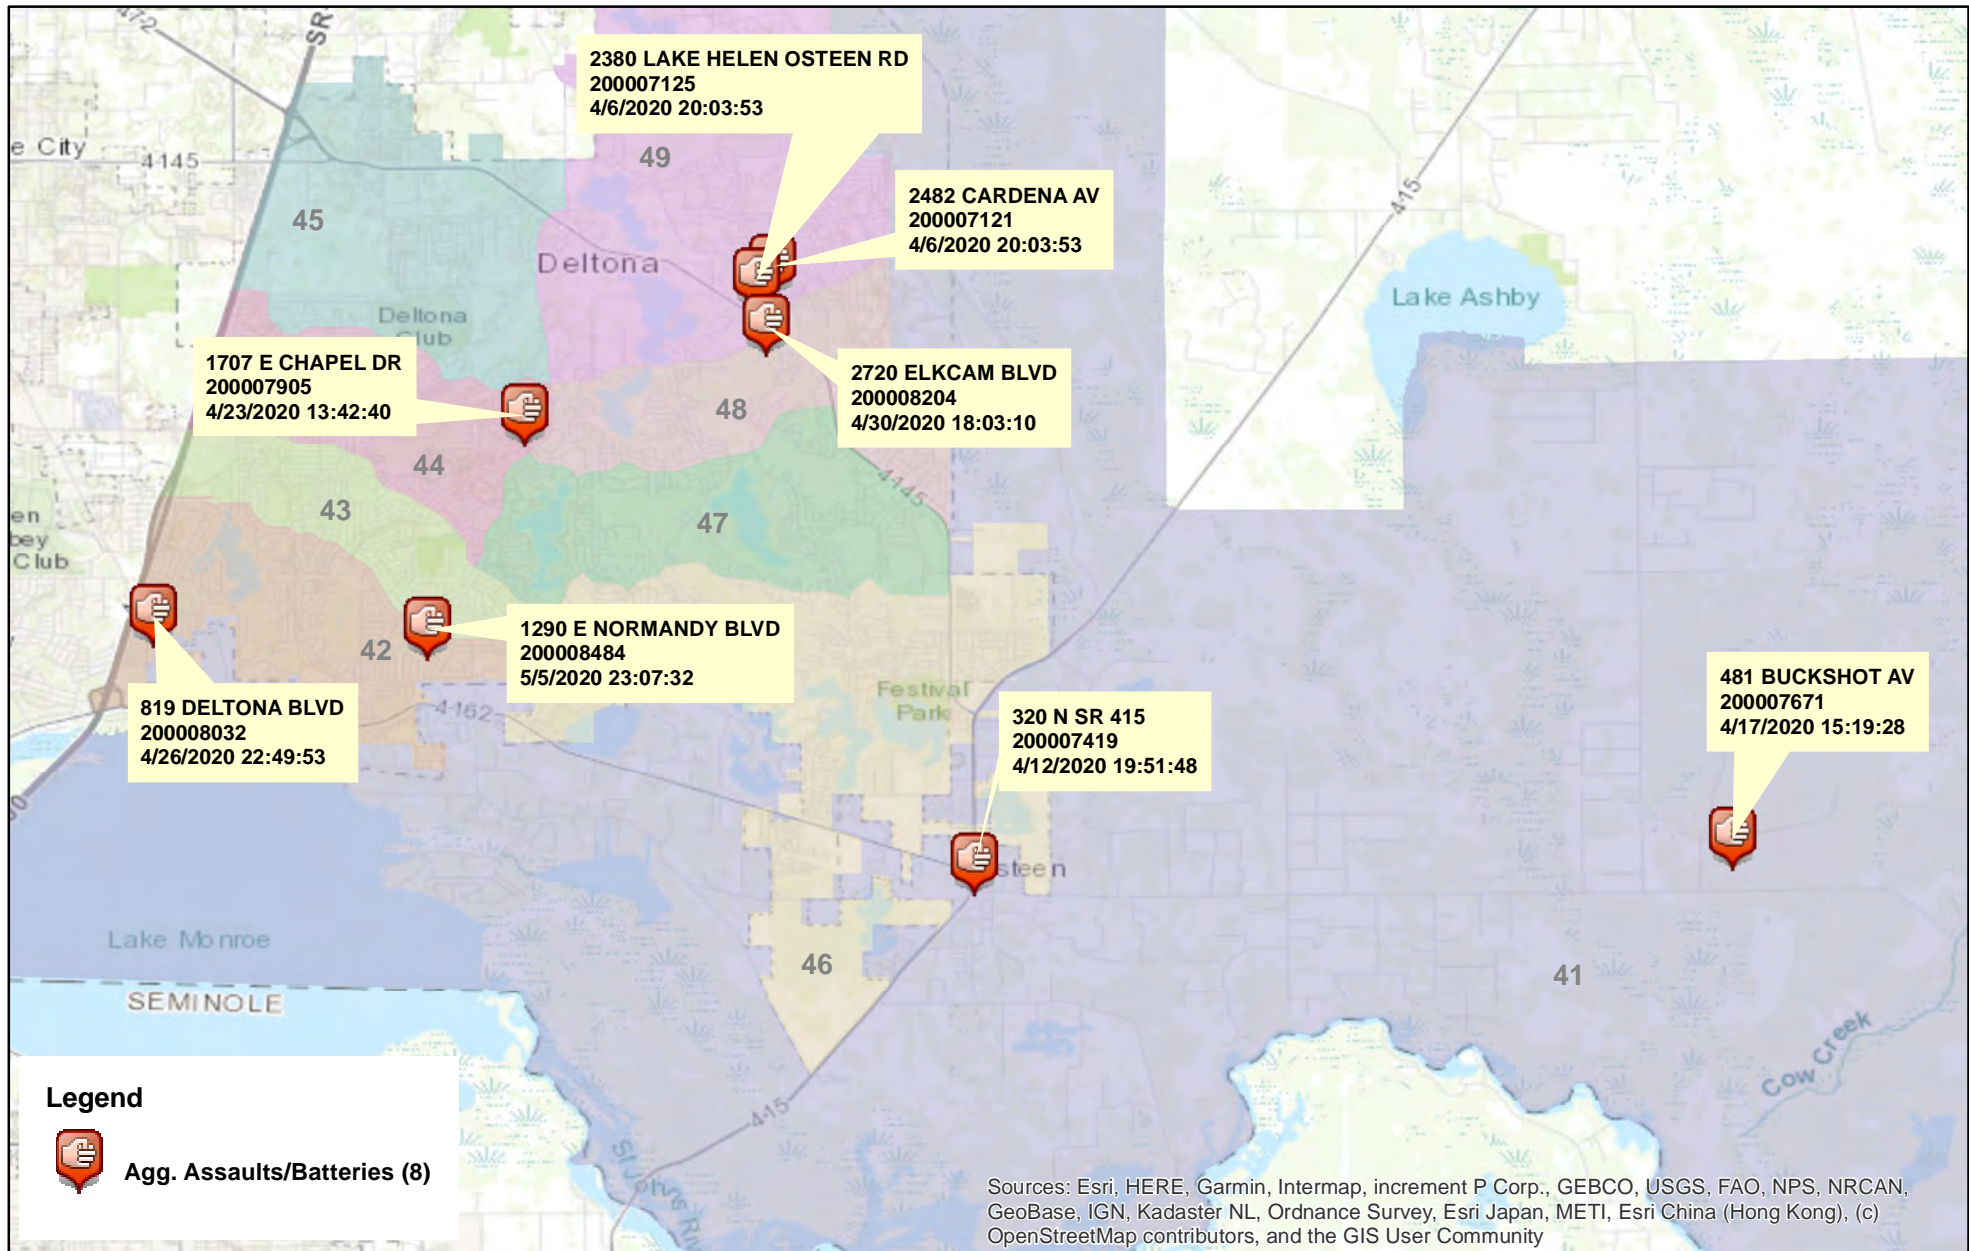 47-2
SR
2380 LAKE HELEN OSTEEN RD
200007125
4/6/2020 20:03:53
e City
4145
49
2482 CARDENA AV
200007121
4/6/2020 20:03:53
415
45
Deltona
Lake Ashby
Deltona
Club
1707 E CHAPEL DR
200007905
4/23/2020 13:42:40
2720 ELKCAM BLVD
200008204
4/30/2020 18:03:10
48
44
4145
43
47
en
bey
Club
42
1290 E NORMANDY BLVD
200008484
5/5/2020 23:07:32
819 DELTONA BLVD
200008032
4/26/2020 22:49:53
4162
Festival
Park
320 N SR 415
200007419
4/12/2020 19:51:48
481 BUCKSHOT AV
200007671
4/17/2020 15:19:28
steen
Lake Monroe
46
41
SEMINOLE
Cow Creek
415
St Johns Riv
Legend
Agg. Assaults/Batteries (8)
Sources: Esri, HERE, Garmin, Intermap, increment P Corp., GEBCO, USGS, FAO, NPS, NRCAN,
GeoBase, IGN, Kadaster NL, Ordnance Survey, Esri Japan, METI, Esri China (Hong Kong), (c)
OpenStreetMap contributors, and the GIS User Community